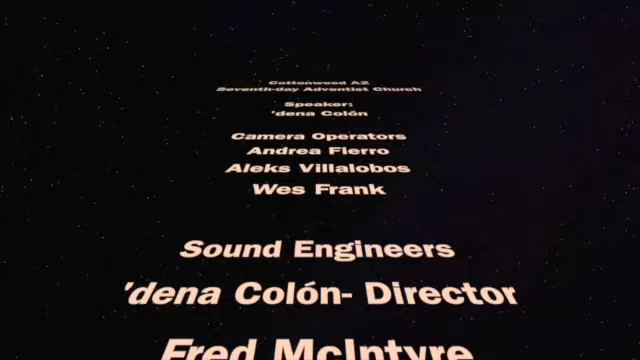 Cottonwood AZ
Seventh-day Adventist Church
Speaker:
'dena Colón
Camera Operators
Andrea Fierro
Aleks Villalobos
Wes Frank
Sound Engineers
'dena Colón- Director
Fred McIntyre